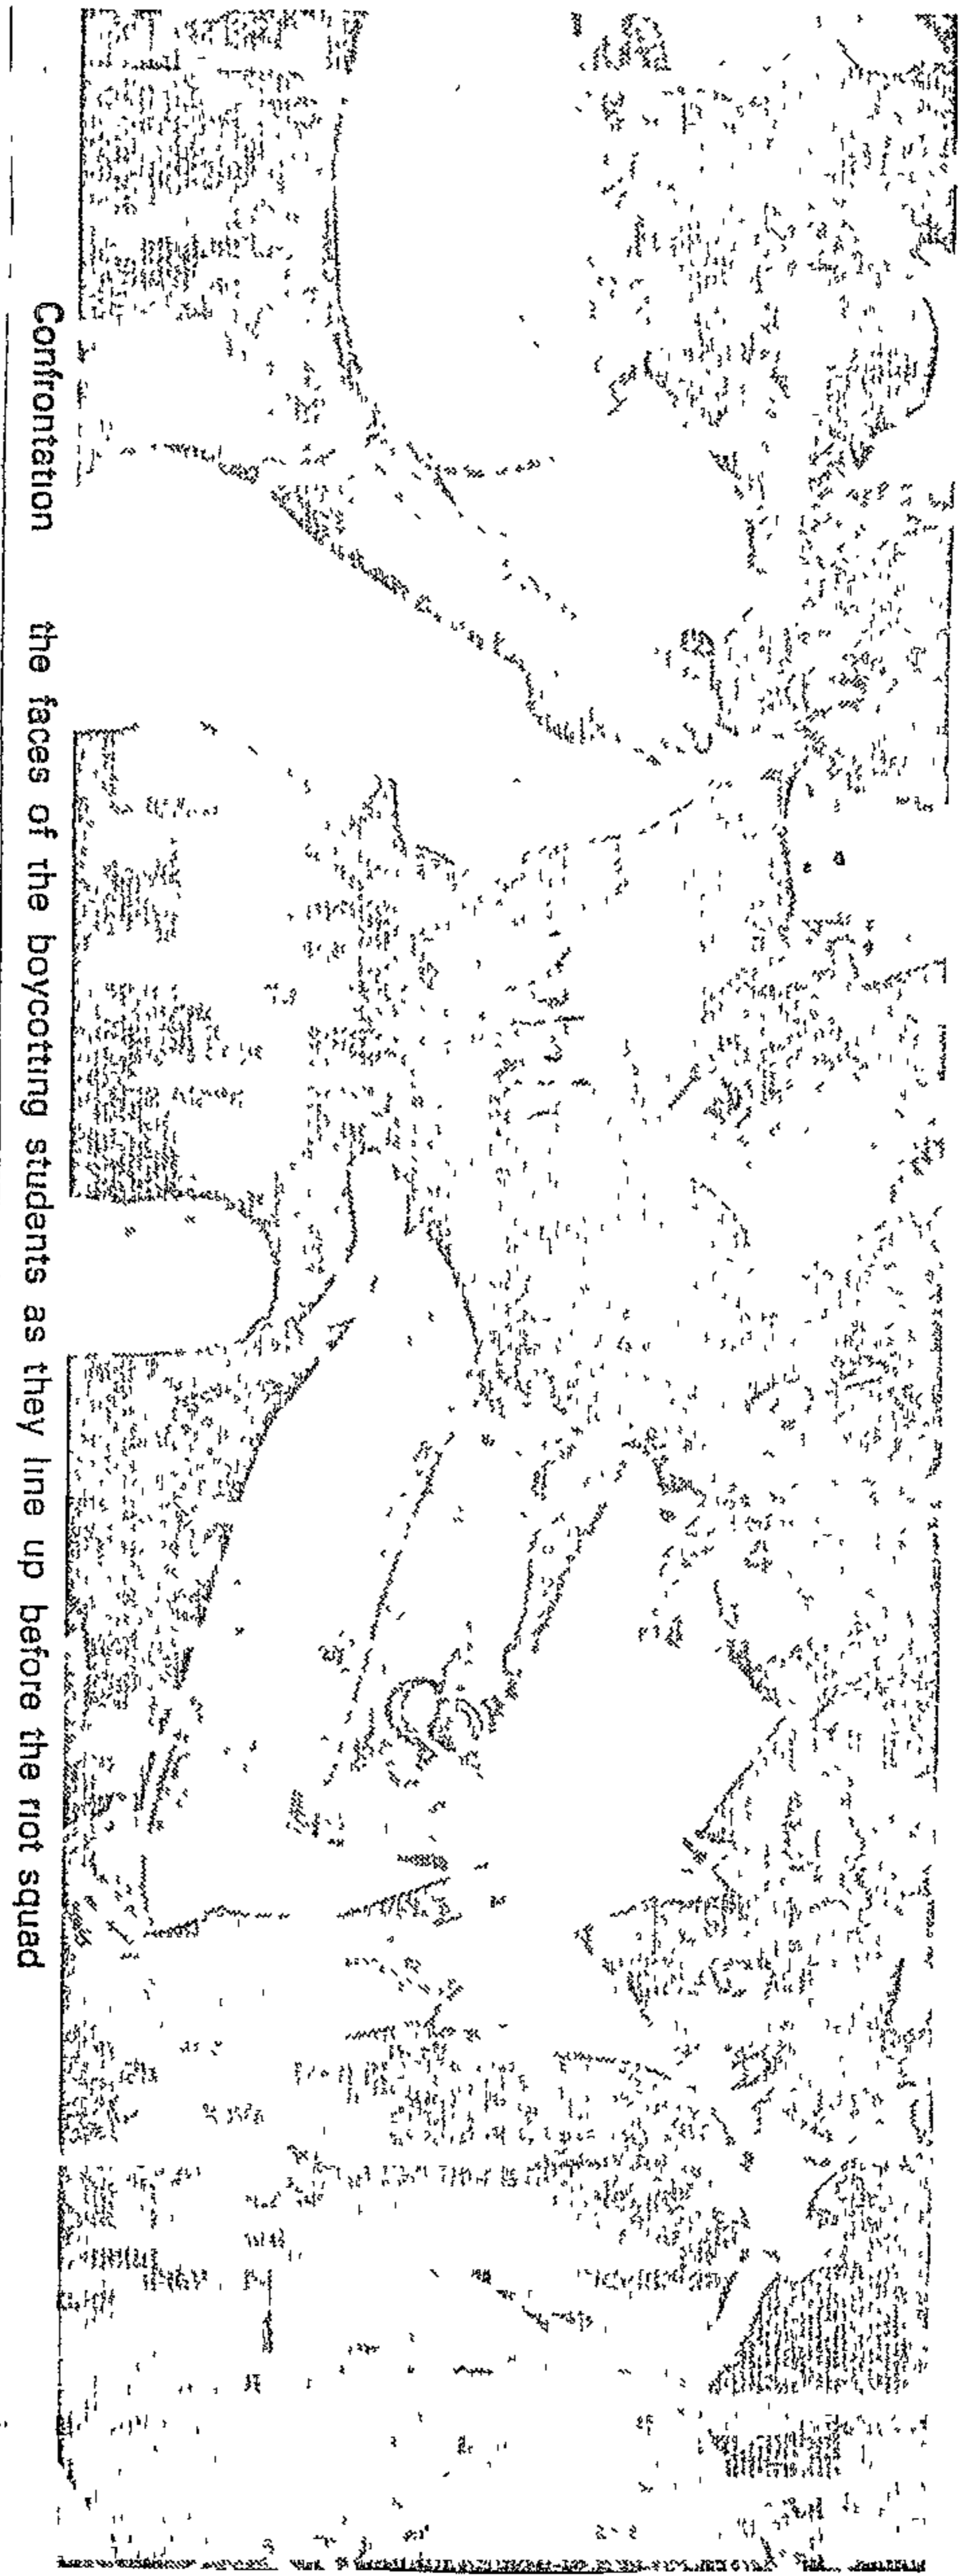 Confrontation the faces of the boycotting students as they line up before the riot squad